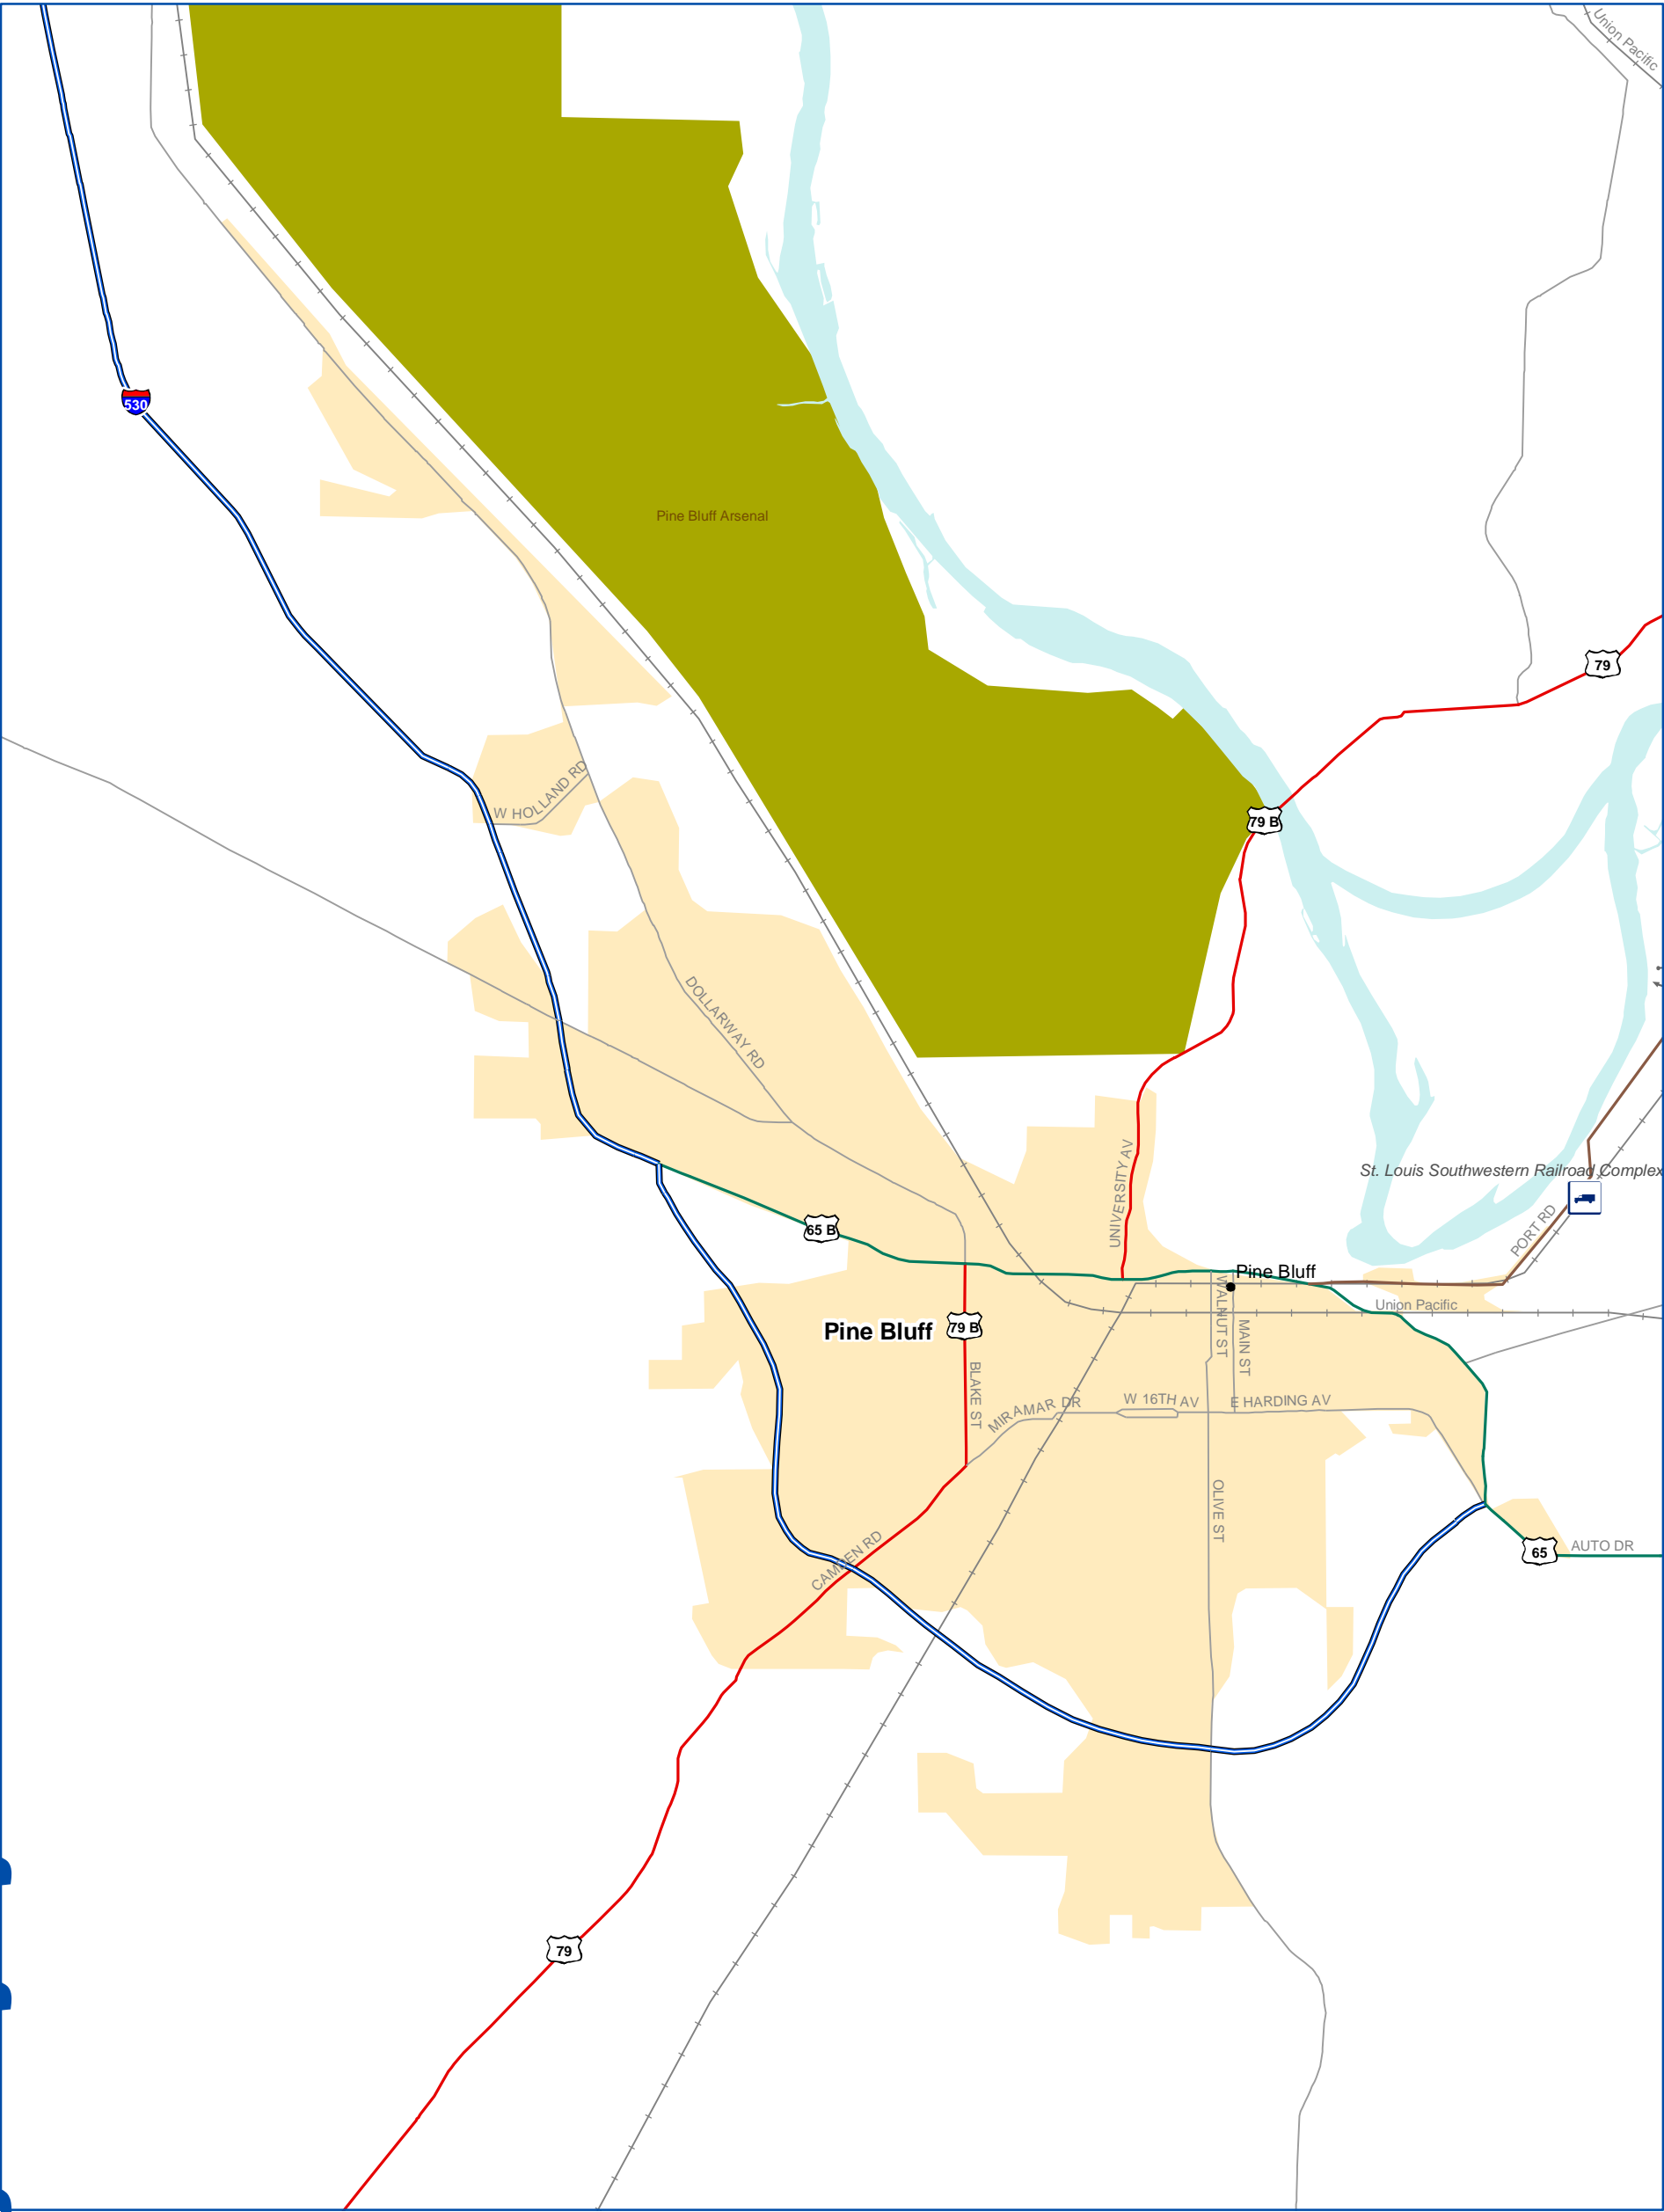 Union Pacific
530
Pine Bluff Arsenal
79
W HOLLAND RD
79 B
DOLLARWAY RD
UNIVERSITY AV
St. Louis Southwestern Railroad Complex
PORT RD
65 B
Pine Bluff
WALNUT ST
Union Pacific
MAIN ST
Pine Bluff
79 B
BLAKE ST
MIRAMAR DR
W 16TH AV
E HARDING AV
OLIVE ST
CAMDEN RD
65
AUTO DR
79